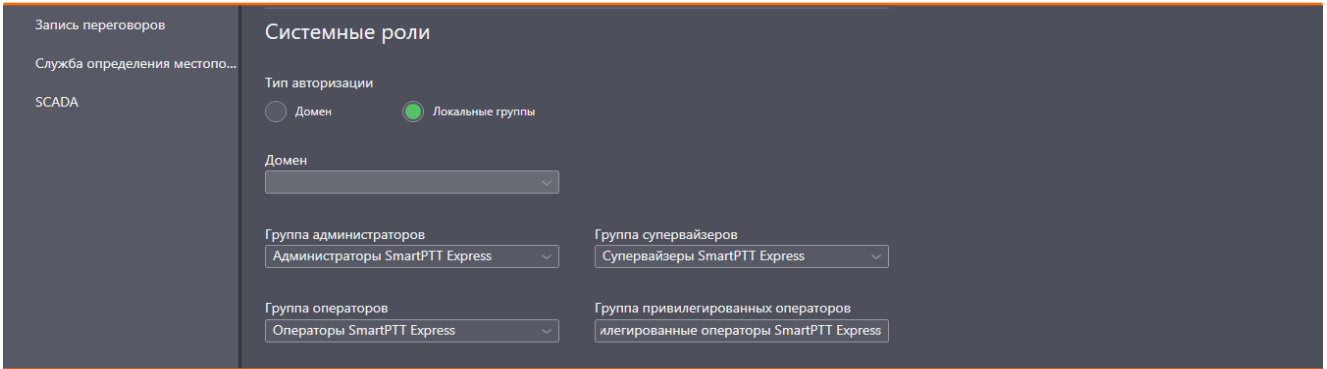 Запись переговоров
Служба определения местопо...
SCADA
Системные роли
Тип авторизации
Домен
Локальные группы
Домен
Группа администраторов
Группа супервайзеров
Администраторы SmartPTT Express
Супервайзеры SmartPTT Express
Группа операторов
Группа привилегированных операторов
Операторы SmartPTT Express
илегированные операторы SmartPTT Express